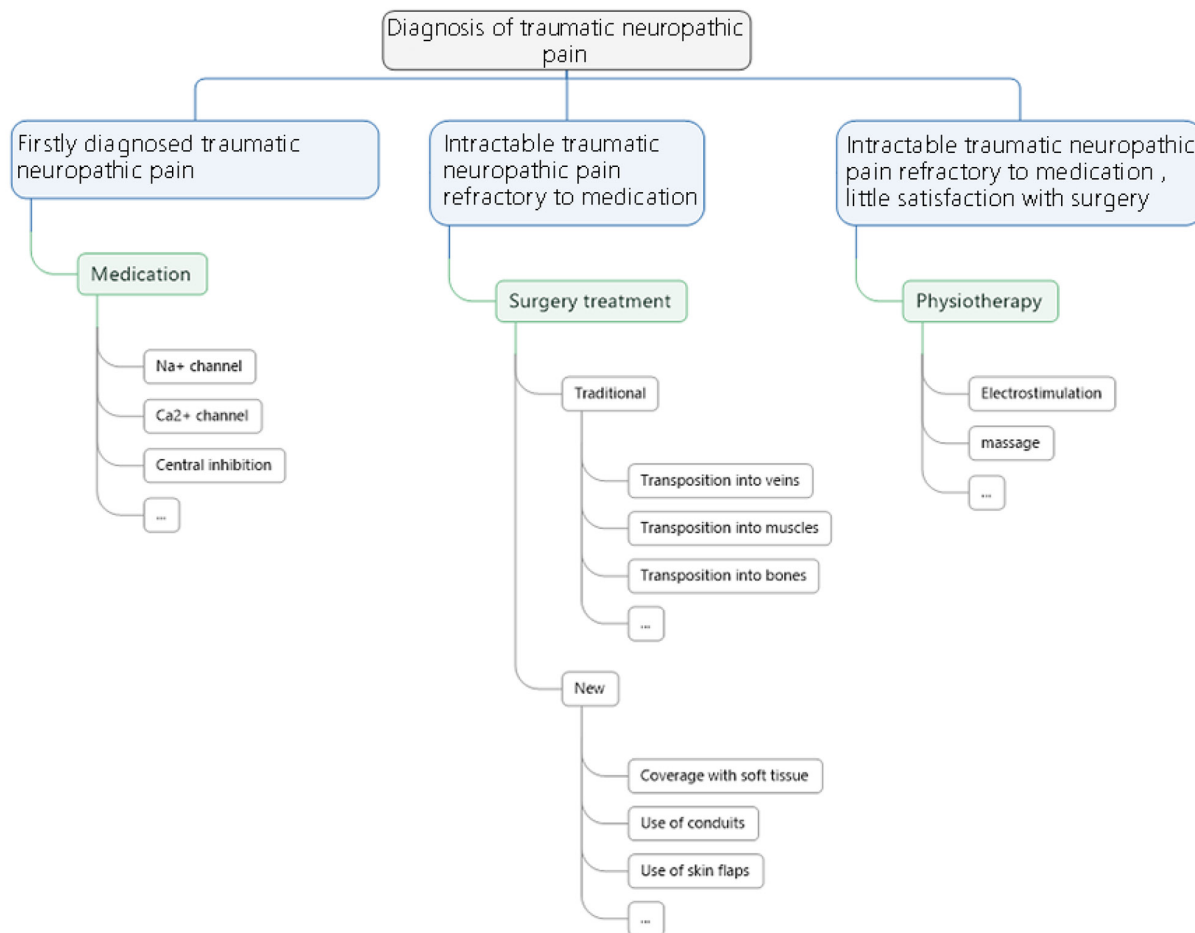 Diagnosis of traumatic neuropathic
pain
Firstly diagnosed traumatic
neuropathic pain
Medication
Na+ channel
Ca2+ channel
Central inhibition
...
Intractable traumatic
neuropathic pain
refractory to medication
Surgery treatment
Traditional
Transposition into veins
Transposition into muscles
Transposition into bones
...
New
Coverage with soft tissue
Use of conduits
Use of skin flaps
...
Intractable traumatic neuropathic
pain refractory to medication ,
little satisfaction with surgery
Physiotherapy
Electrostimulation
massage
...